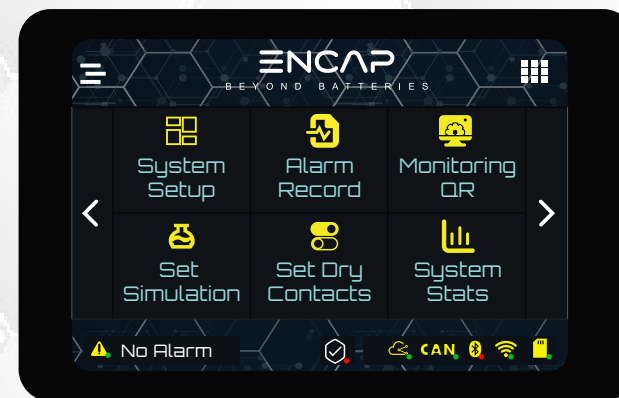 ENCAP
BEYOND BATTERIES
System
Setup
Alarm
Record
Monitoring
QR
Set
Simulation
Set Dry
Contacts
System
Stats
No Alarm
CAN